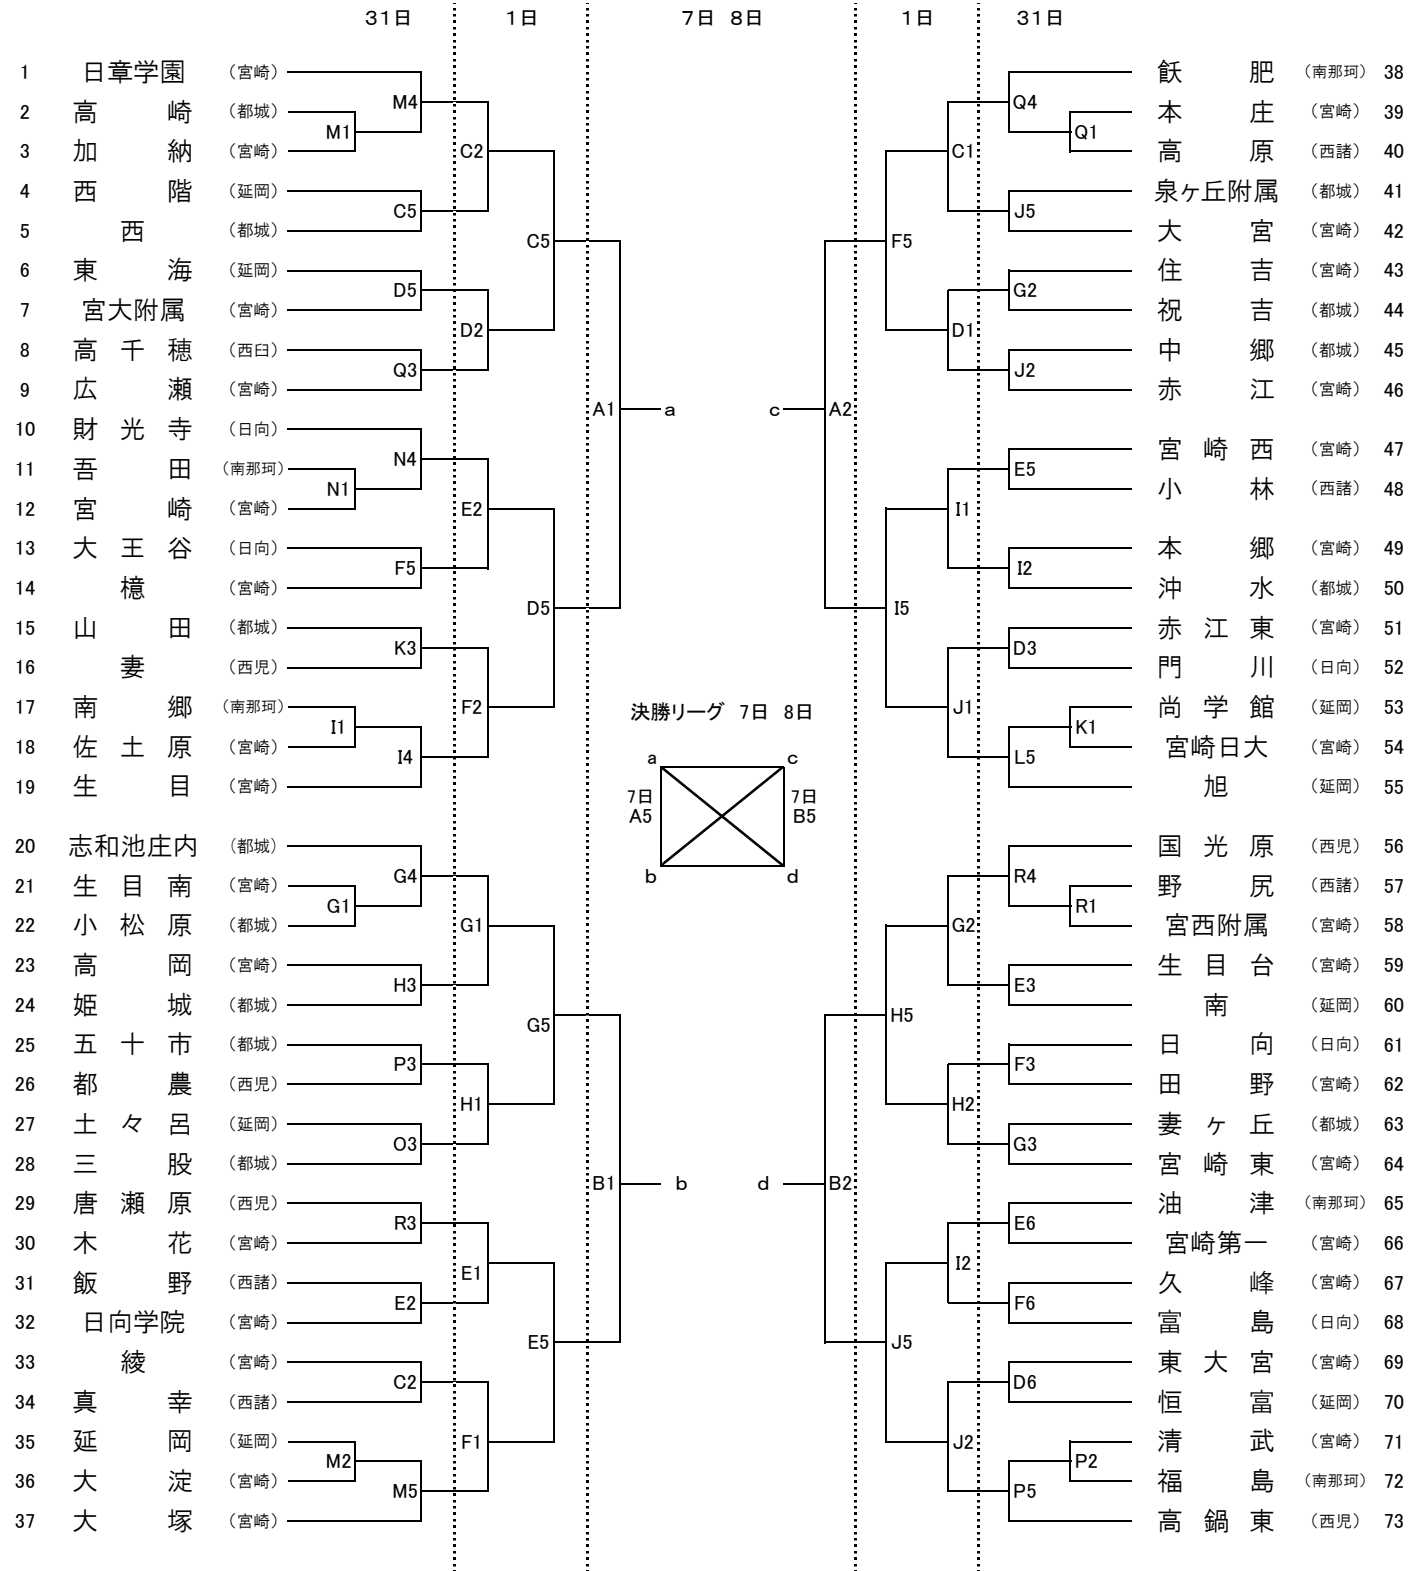 31日 1日 7日 8日 1日 31日
1 日章学園 （宮崎） 飫肥 （南那珂） 38
M4 Q4
2 高崎 （都城） 本庄 （宮崎） 39
M1 Q1
3 加納 （宮崎） C2 C1 高原 （西諸） 40
4 西階 （延岡） 泉ヶ丘附属 （都城） 41
C5 J5
5 西 （都城） 大宮 （宮崎） 42
C5 F5
6 東海 （延岡） 住吉 （宮崎） 43
D5 G2
7 宮大附属 （宮崎） 祝吉 （都城） 44
D2 D1
8 高千穂 （西臼） 中郷 （都城） 45
Q3 J2
9 広瀬 （宮崎） 赤江 （宮崎） 46
A1 a c A2
10 財光寺 （日向） 宮崎西 （宮崎） 47
N4 E5
11 吾田 （南那珂） 小林 （西諸） 48
N1
12 宮崎 （宮崎） E2 I1
13 大王谷 （日向） 本郷 （宮崎） 49
F5 I2
14 檍 （宮崎） 沖水 （都城） 50
D5 I5
15 山田 （都城） 赤江東 （宮崎） 51
K3 D3
16 妻 （西児） 門川 （日向） 52
17 南郷 （南那珂） F2 決勝リーグ 7日 8日 J1 尚学館 （延岡） 53
I1 K1
18 佐土原 （宮崎） 宮崎日大 （宮崎） 54
I4 a c L5
19 生目 （宮崎） 旭 （延岡） 55
7日 7日
A5 B5
20 志和池庄内 （都城） 国光原 （西児） 56
G4 b d R4
21 生目南 （宮崎） 野尻 （西諸） 57
G1 R1
22 小松原 （都城） G1 G2 宮西附属 （宮崎） 58
23 高岡 （宮崎） 生目台 （宮崎） 59
H3 E3
24 姫城 （都城） 南 （延岡） 60
G5 H5
25 五十市 （都城） 日向 （日向） 61
P3 F3
26 都農 （西児） 田野 （宮崎） 62
H1 H2
27 土々呂 （延岡） 妻ヶ丘 （都城） 63
O3 G3
28 三股 （都城） 宮崎東 （宮崎） 64
B1 b d B2
29 唐瀬原 （西児） 油津 （南那珂） 65
R3 E6
30 木花 （宮崎） 宮崎第一 （宮崎） 66
E1 I2
31 飯野 （西諸） 久峰 （宮崎） 67
E2 F6
32 日向学院 （宮崎） 富島 （日向） 68
E5 J5
33 綾 （宮崎） 東大宮 （宮崎） 69
C2 D6
34 真幸 （西諸） 恒富 （延岡） 70
35 延岡 （延岡） F1 J2 清武 （宮崎） 71
M2 P2
36 大淀 （宮崎） 福島 （南那珂） 72
M5 P5
37 大塚 （宮崎） 高鍋東 （西児） 73